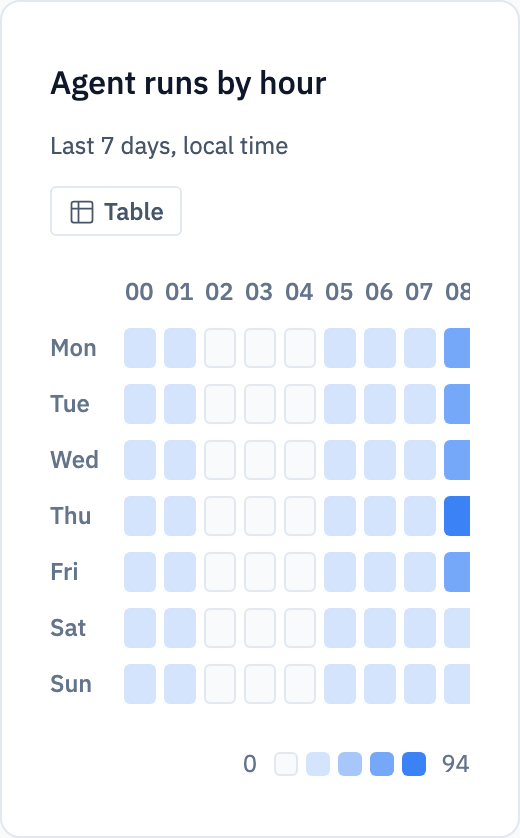 Agent runs by hour
Last 7 days, local time
Table
00 01 02 03 04 05 06 07 08
Mon
Tue
Wed
Thu
Fri
Sat
Sun
0 94